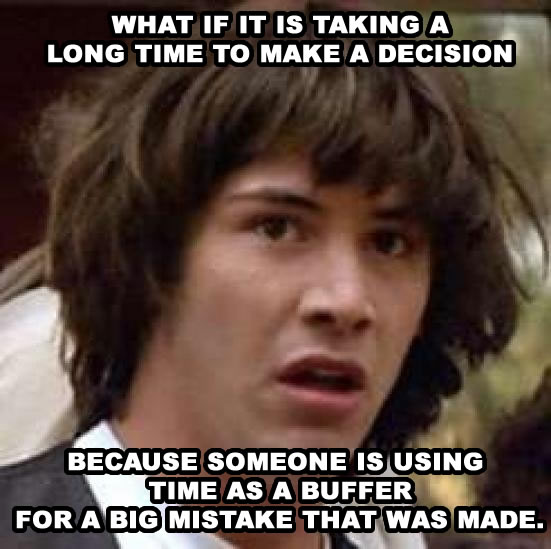 WHAT IF IT IS TAKING A
LONG TIME TO MAKE A DECISION
BECAUSE SOMEONE IS USING
TIME AS A BUFFER
FOR A BIG MISTAKE THAT WAS MADE.